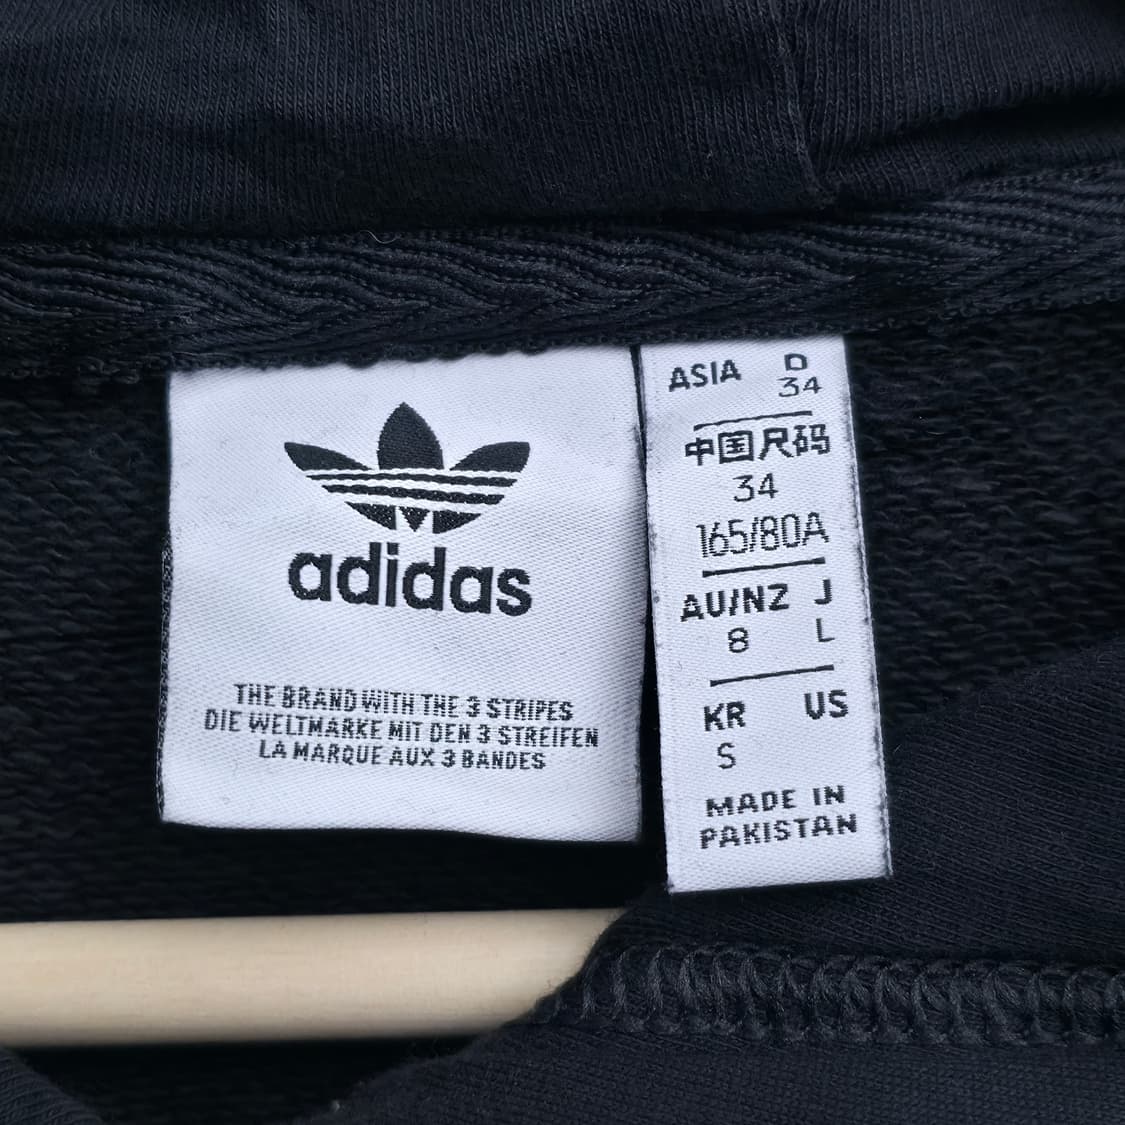 adidas
THE BRAND WITH THE 3 STRIPES
DIE WELTMARKE MIT DEN 3 STREIFEN
LA MARQUE AUX 3 BANDES
ASIA D
34
中国尺码
34
165/80A
AU/NZ J
8 L
KR US
S
MADE IN
PAKISTAN